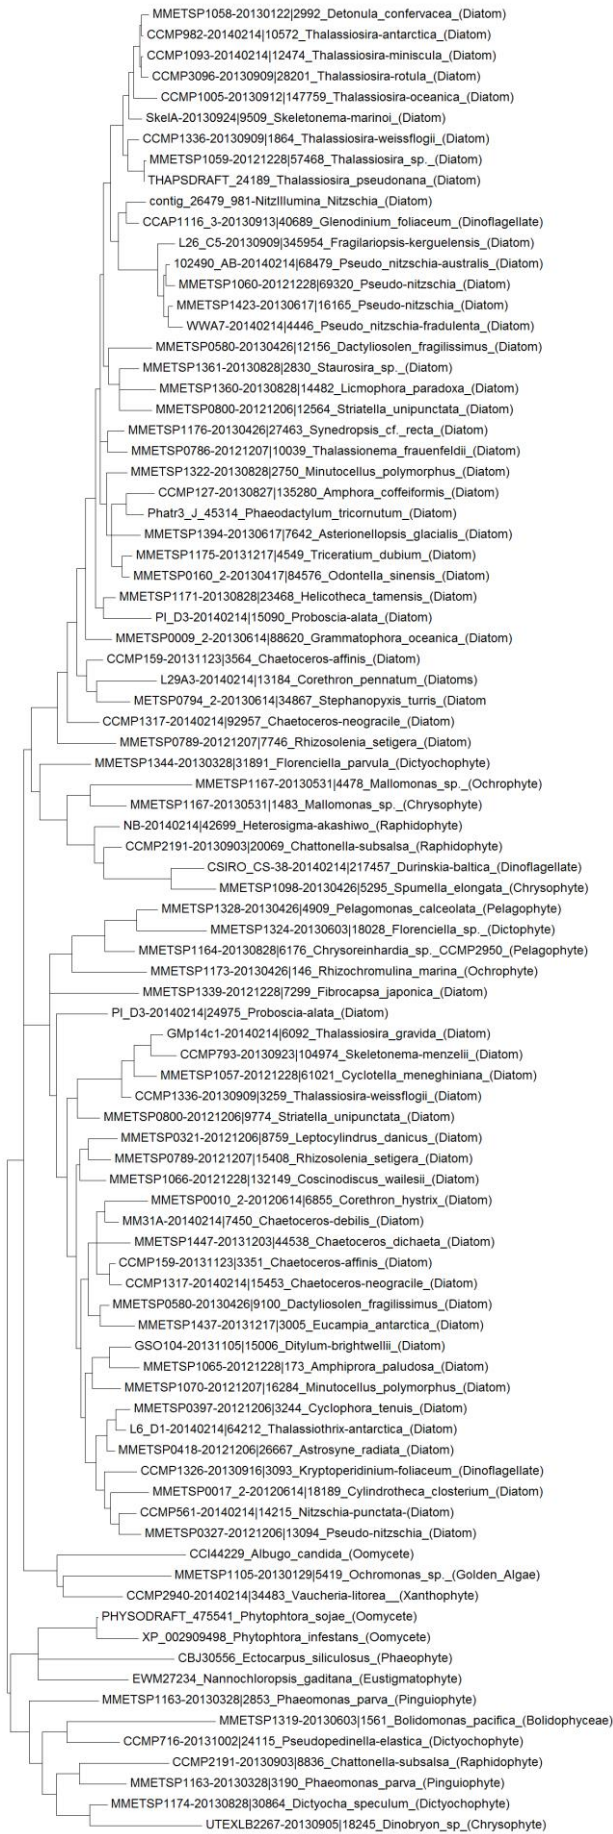 MMETSP1058-20130122|2992_Detonula_confervacea_(Diatom)
CCMP982-20140214|10572_Thalassiosira-antarctica_(Diatom)
CCMP1093-20140214|12474_Thalassiosira-miniscula_(Diatom)
CCMP3096-20130909|28201_Thalassiosira-rotula_(Diatom)
CCMP1005-20130912|147759_Thalassiosira-oceanica_(Diatom)
SkelA-20130924|9509_Skeletonema-marinoi_(Diatom)
CCMP1336-20130909|1864_Thalassiosira-weissflogii_(Diatom)
MMETSP1059-20121228|57468_Thalassiosira_sp._(Diatom)
THAPSDRAFT_24189_Thalassiosira_pseudonana_(Diatom)
contig_26479_981-NitzIllumina_Nitzschia_(Diatom)
CCAP1116_3-20130913|40689_Glenodinium_foliaceum_(Dinoflagellate)
L26_C5-20130909|345954_Fragilariopsis-kerguelensis_(Diatom)
102490_AB-20140214|68479_Pseudo_nitzschia-australis_(Diatom)
MMETSP1060-20121228|69320_Pseudo-nitzschia_(Diatom)
MMETSP1423-20130617|16165_Pseudo-nitzschia_(Diatom)
WWA7-20140214|4446_Pseudo_nitzschia-fradulenta_(Diatom)
MMETSP0580-20130426|12156_Dactyliosolen_fragilissimus_(Diatom)
MMETSP1361-20130828|2830_Staurosira_sp._(Diatom)
MMETSP1360-20130828|14482_Licmophora_paradoxa_(Diatom)
MMETSP0800-20121206|12564_Striatella_unipunctata_(Diatom)
MMETSP1176-20130426|27463_Synedropsis_cf._recta_(Diatom)
MMETSP0786-20121207|10039_Thalassionema_frauenfeldii_(Diatom)
MMETSP1322-20130828|2750_Minutocellus_polymorphus_(Diatom)
CCMP127-20130827|135280_Amphora_coffeiformis_(Diatom)
Phatr3_J_45314_Phaeodactylum_tricornutum_(Diatom)
MMETSP1394-20130617|7642_Asterionellopsis_glacialis_(Diatom)
MMETSP1175-20131217|4549_Triceratium_dubium_(Diatom)
MMETSP0160_2-20130417|84576_Odontella_sinensis_(Diatom)
MMETSP1171-20130828|23468_Helicotheca_tamensis_(Diatom)
PI_D3-20140214|15090_Proboscia-alata_(Diatom)
MMETSP0009_2-20130614|88620_Grammatophora_oceanica_(Diatom)
CCMP159-20131123|3564_Chaetoceros-affinis_(Diatom)
L29A3-20140214|13184_Corethron_pennatum_(Diatoms)
METSP0794_2-20130614|34867_Stephanopyxis_turris_(Diatom
CCMP1317-20140214|92957_Chaetoceros-neogracile_(Diatom)
MMETSP0789-20121207|7746_Rhizosolenia_setigera_(Diatom)
MMETSP1344-20130328|31891_Florenciella_parvula_(Dictyochophyte)
MMETSP1167-20130531|4478_Mallomonas_sp._(Ochrophyte)
MMETSP1167-20130531|1483_Mallomonas_sp._(Chrysophyte)
NB-20140214|42699_Heterosigma-akashiwo_(Raphidophyte)
CCMP2191-20130903|20069_Chattonella-subsalsa_(Raphidophyte)
CSIRO_CS-38-20140214|217457_Durinskia-baltica_(Dinoflagellate)
MMETSP1098-20130426|5295_Spumella_elongata_(Chrysophyte)
MMETSP1328-20130426|4909_Pelagomonas_calceolata_(Pelagophyte)
MMETSP1324-20130603|18028_Florenciella_sp._(Dictophyte)
MMETSP1164-20130828|6176_Chrysoreinhardia_sp._CCMP2950_(Pelagophyte)
MMETSP1173-20130426|146_Rhizochromulina_marina_(Ochrophyte)
MMETSP1339-20121228|7299_Fibrocapsa_japonica_(Diatom)
PI_D3-20140214|24975_Proboscia-alata_(Diatom)
GMp14c1-20140214|6092_Thalassiosira_gravida_(Diatom)
CCMP793-20130923|104974_Skeletonema-menzelii_(Diatom)
MMETSP1057-20121228|61021_Cyclotella_meneghiniana_(Diatom)
CCMP1336-20130909|3259_Thalassiosira-weissflogii_(Diatom)
MMETSP0800-20121206|9774_Striatella_unipunctata_(Diatom)
MMETSP0321-20121206|8759_Leptocylindrus_danicus_(Diatom)
MMETSP0789-20121207|15408_Rhizosolenia_setigera_(Diatom)
MMETSP1066-20121228|132149_Coscinodiscus_wailesii_(Diatom)
MMETSP0010_2-20120614|6855_Corethron_hystrix_(Diatom)
MM31A-20140214|7450_Chaetoceros-debilis_(Diatom)
MMETSP1447-20131203|44538_Chaetoceros_dichaeta_(Diatom)
CCMP159-20131123|3351_Chaetoceros-affinis_(Diatom)
CCMP1317-20140214|15453_Chaetoceros-neogracile_(Diatom)
MMETSP0580-20130426|9100_Dactyliosolen_fragilissimus_(Diatom)
MMETSP1437-20131217|3005_Eucampia_antarctica_(Diatom)
GSO104-20131105|15006_Ditylum-brightwellii_(Diatom)
MMETSP1065-20121228|173_Amphiprora_paludosa_(Diatom)
MMETSP1070-20121207|16284_Minutocellus_polymorphus_(Diatom)
MMETSP0397-20121206|3244_Cyclophora_tenuis_(Diatom)
L6_D1-20140214|64212_Thalassiothrix-antarctica_(Diatom)
MMETSP0418-20121206|26667_Astrosyne_radiata_(Diatom)
CCMP1326-20130916|3093_Kryptoperidinium-foliaceum_(Dinoflagellate)
MMETSP0017_2-20120614|18189_Cylindrotheca_closterium_(Diatom)
CCMP561-20140214|14215_Nitzschia-punctata-(Diatom)
MMETSP0327-20121206|13094_Pseudo-nitzschia_(Diatom)
CCI44229_Albugo_candida_(Oomycete)
MMETSP1105-20130129|5419_Ochromonas_sp._(Golden_Algae)
CCMP2940-20140214|34483_Vaucheria-litorea__(Xanthophyte)
PHYSODRAFT_475541_Phytophtora_sojae_(Oomycete)
XP_002909498_Phytophtora_infestans_(Oomycete)
CBJ30556_Ectocarpus_siliculosus_(Phaeophyte)
EWM27234_Nannochloropsis_gaditana_(Eustigmatophyte)
MMETSP1163-20130328|2853_Phaeomonas_parva_(Pinguiophyte)
MMETSP1319-20130603|1561_Bolidomonas_pacifica_(Bolidophyceae)
CCMP716-20131002|24115_Pseudopedinella-elastica_(Dictyochophyte)
CCMP2191-20130903|8836_Chattonella-subsalsa_(Raphidophyte)
MMETSP1163-20130328|3190_Phaeomonas_parva_(Pinguiophyte)
MMETSP1174-20130828|30864_Dictyocha_speculum_(Dictyochophyte)
UTEXLB2267-20130905|18245_Dinobryon_sp_(Chrysophyte)